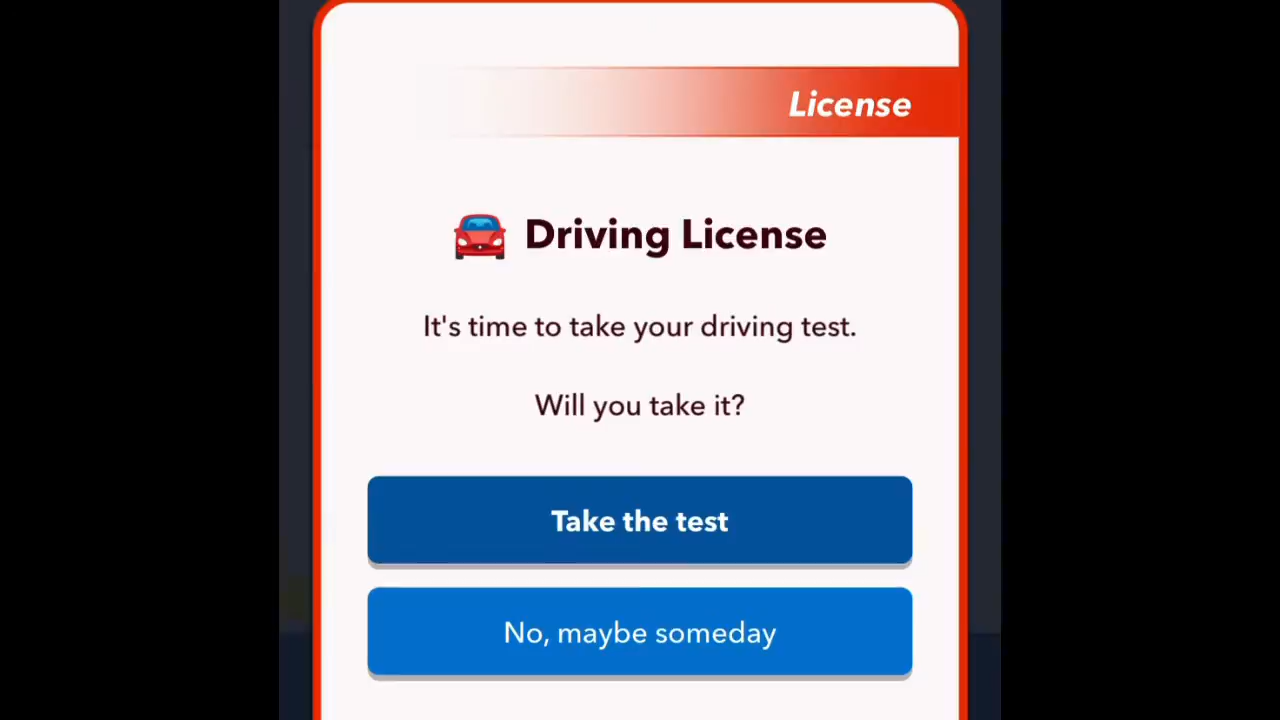 License
Driving License
It's time to take your driving test.
Will you take it?
Take the test
No, maybe someday